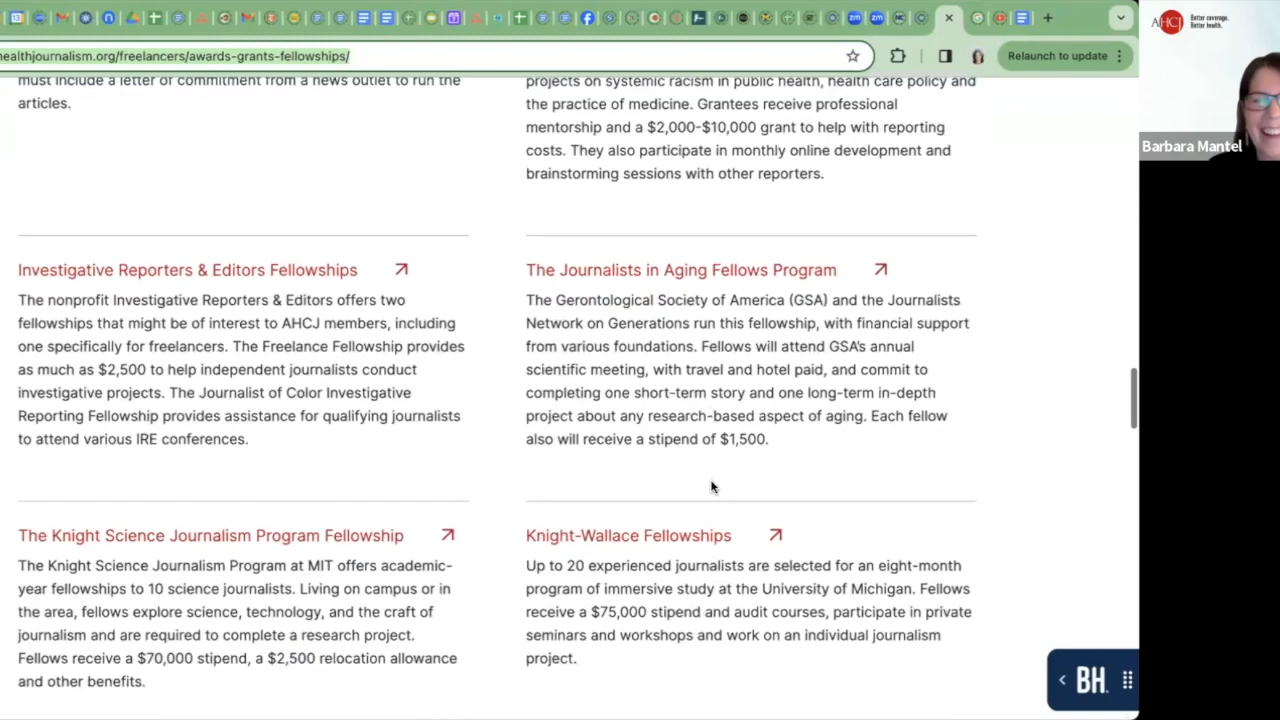 healthjournalism.org/freelancers/awards-grants-fellowships/
Relaunch to update
AHCJ
Better coverage.
Better health.
Barbara Mantel
must include a letter of commitment from a news outlet to run the
articles.
projects on systemic racism in public health, health care policy and
the practice of medicine. Grantees receive professional
mentorship and a $2,000-$10,000 grant to help with reporting
costs. They also participate in monthly online development and
brainstorming sessions with other reporters.
Investigative Reporters & Editors Fellowships
The nonprofit Investigative Reporters & Editors offers two
fellowships that might be of interest to AHCJ members, including
one specifically for freelancers. The Freelance Fellowship provides
as much as $2,500 to help independent journalists conduct
investigative projects. The Journalist of Color Investigative
Reporting Fellowship provides assistance for qualifying journalists
to attend various IRE conferences.
The Journalists in Aging Fellows Program
The Gerontological Society of America (GSA) and the Journalists
Network on Generations run this fellowship, with financial support
from various foundations. Fellows will attend GSA's annual
scientific meeting, with travel and hotel paid, and commit to
completing one short-term story and one long-term in-depth
project about any research-based aspect of aging. Each fellow
also will receive a stipend of $1,500.
The Knight Science Journalism Program Fellowship
The Knight Science Journalism Program at MIT offers academic-
year fellowships to 10 science journalists. Living on campus or in
the area, fellows explore science, technology, and the craft of
journalism and are required to complete a research project.
Fellows receive a $70,000 stipend, a $2,500 relocation allowance
and other benefits.
Knight-Wallace Fellowships
Up to 20 experienced journalists are selected for an eight-month
program of immersive study at the University of Michigan. Fellows
receive a $75,000 stipend and audit courses, participate in private
seminars and workshops and work on an individual journalism
project.
BH.